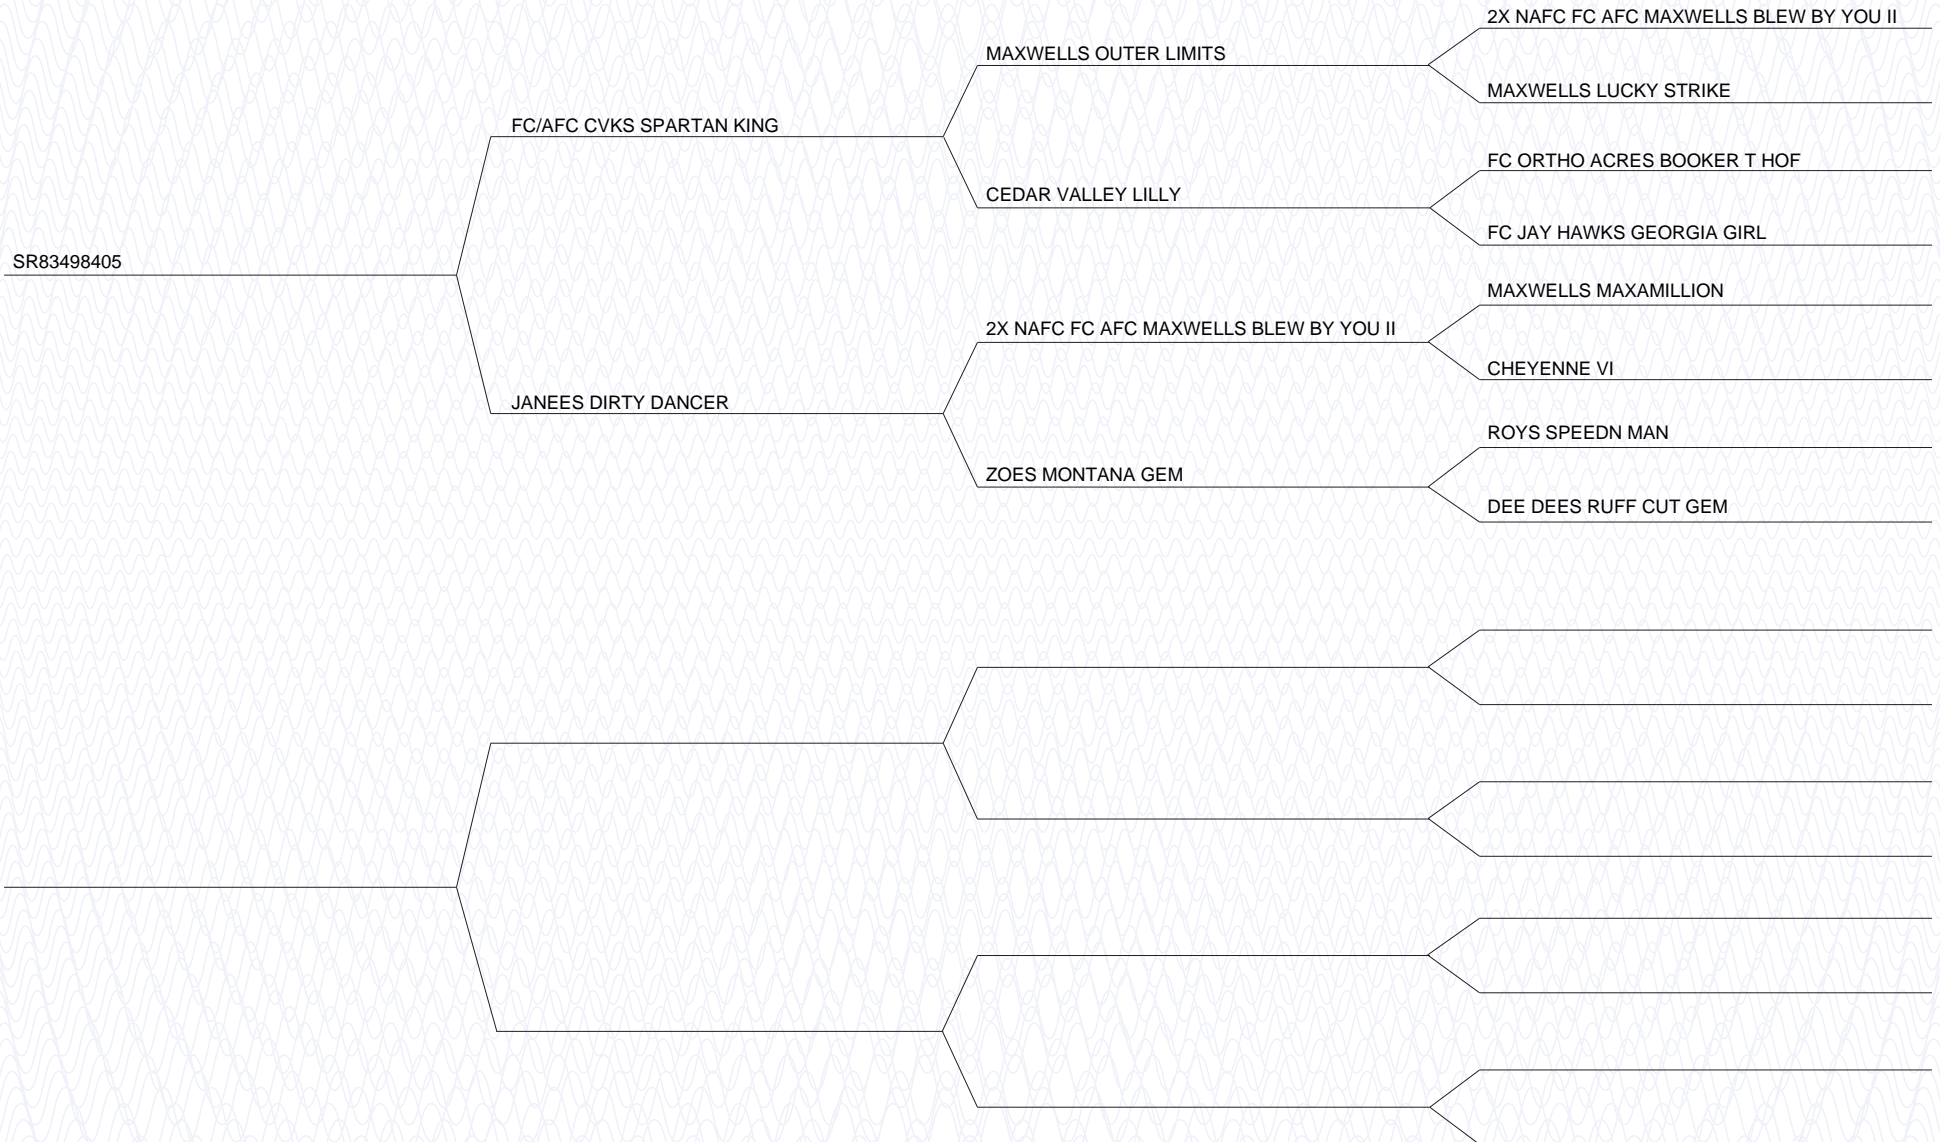 2X NAFC FC AFC MAXWELLS BLEW BY YOU II
MAXWELLS OUTER LIMITS
MAXWELLS LUCKY STRIKE
FC/AFC CVKS SPARTAN KING
FC ORTHO ACRES BOOKER T HOF
CEDAR VALLEY LILLY
FC JAY HAWKS GEORGIA GIRL
SR83498405
MAXWELLS MAXAMILLION
2X NAFC FC AFC MAXWELLS BLEW BY YOU II
CHEYENNE VI
JANEES DIRTY DANCER
ROYS SPEEDN MAN
ZOES MONTANA GEM
DEE DEES RUFF CUT GEM